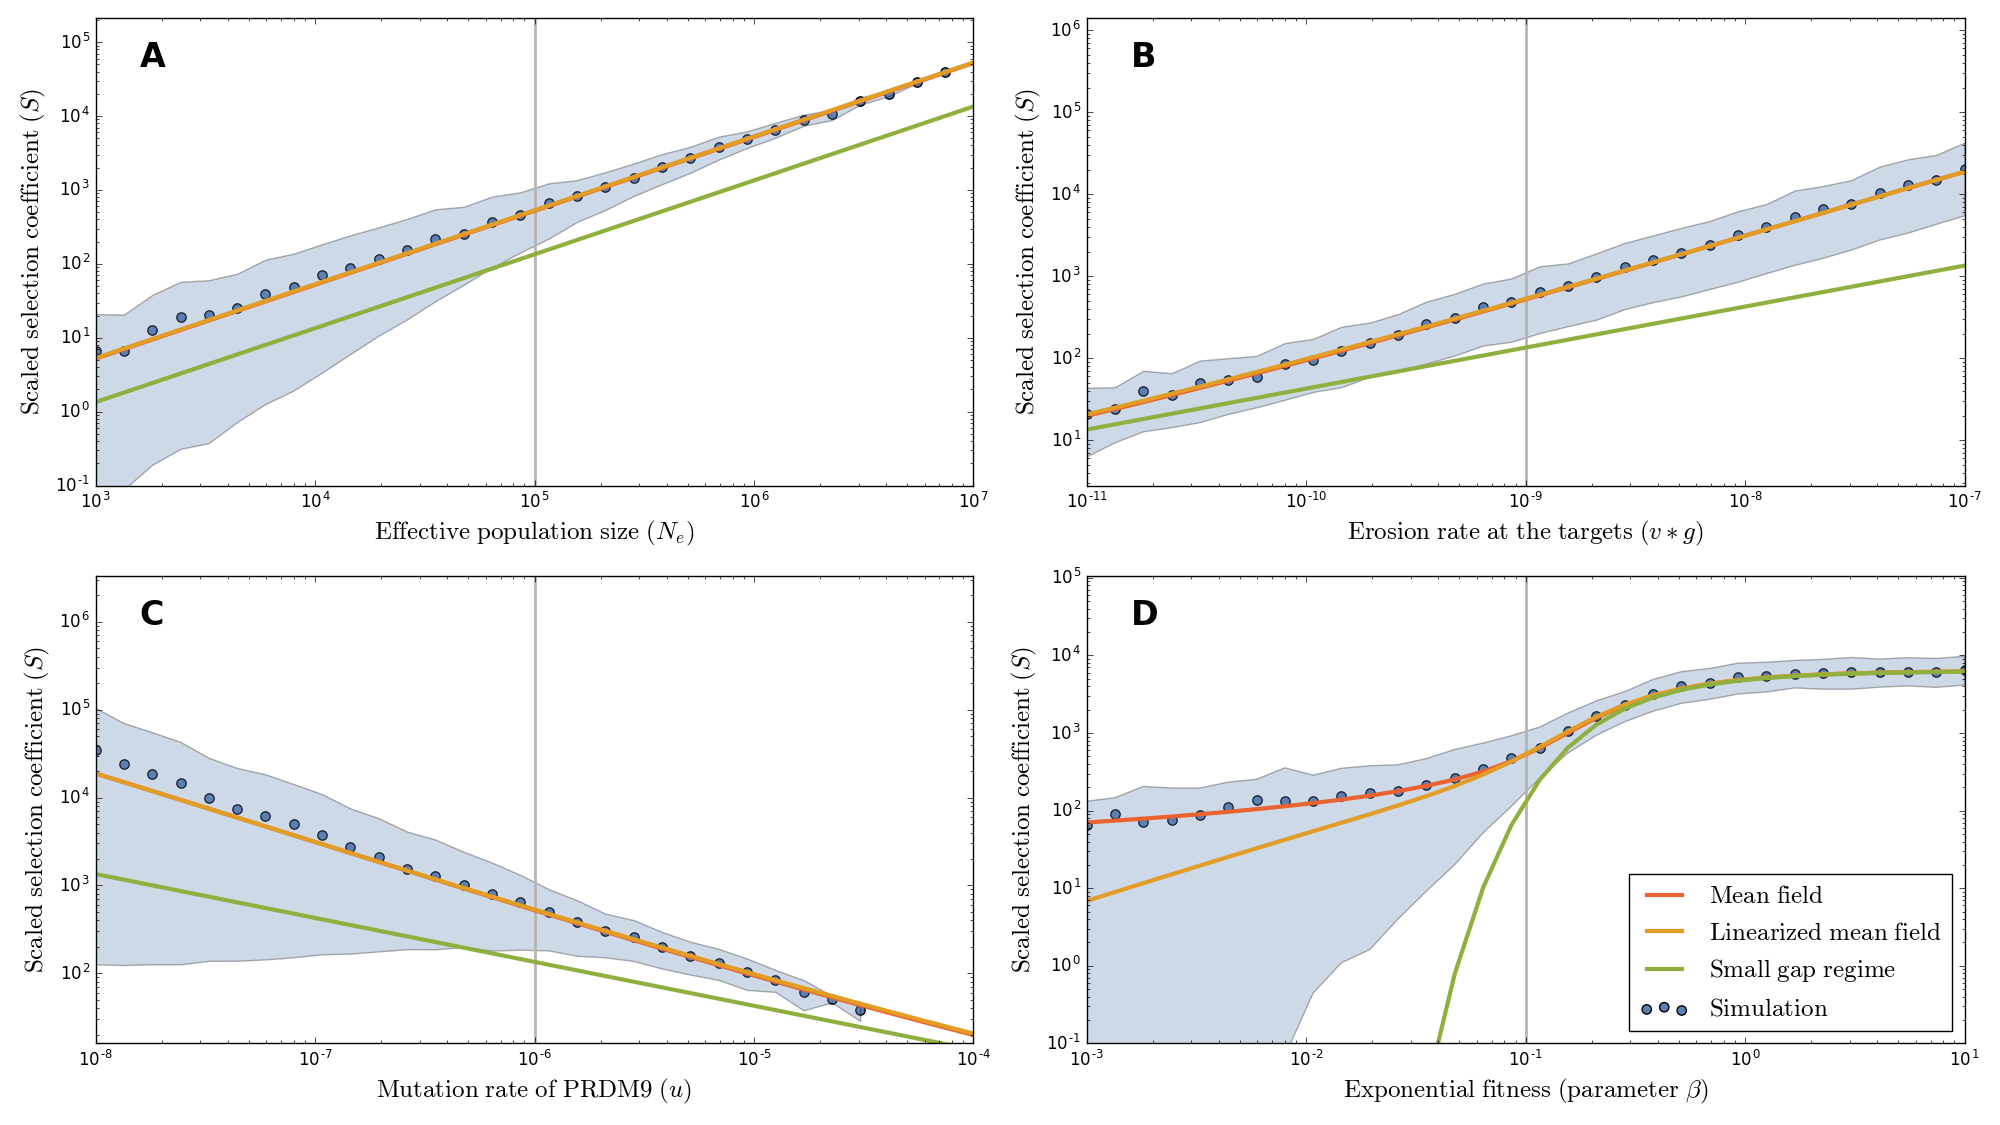 A
Scaled selection coefficient (S)
10^5
10^4
10^3
10^2
10^1
10^0
10^-1
10^3 10^4 10^5 10^6 10^7
Effective population size (N_e)
B
Scaled selection coefficient (S)
10^6
10^5
10^4
10^3
10^2
10^1
10^-11 10^-10 10^-9 10^-8 10^-7
Erosion rate at the targets (v * g)
C
Scaled selection coefficient (S)
10^6
10^5
10^4
10^3
10^2
10^-8 10^-7 10^-6 10^-5 10^-4
Mutation rate of PRDM9 (u)
D
Scaled selection coefficient (S)
10^5
10^4
10^3
10^2
10^1
10^0
10^-1
10^-3 10^-2 10^-1 10^0 10^1
Exponential fitness (parameter β)
Mean field
Linearized mean field
Small gap regime
Simulation